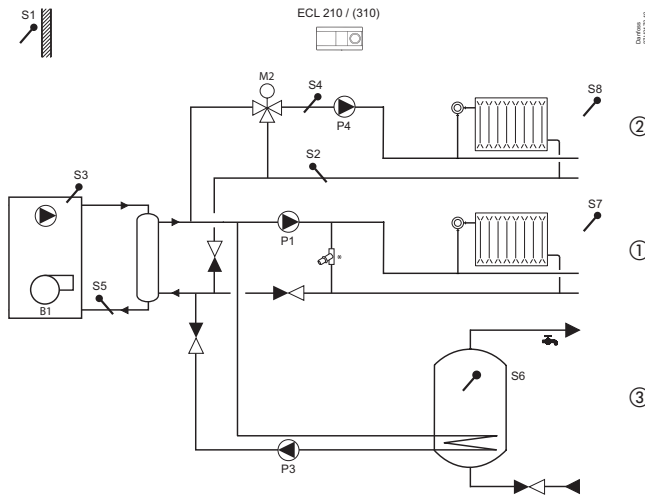 S1
ECL 210 / (310)
Danfoss
M2
S4
P4
S8
②
S2
S3
S7
P1
*
①
S5
B1
S6
③
P3